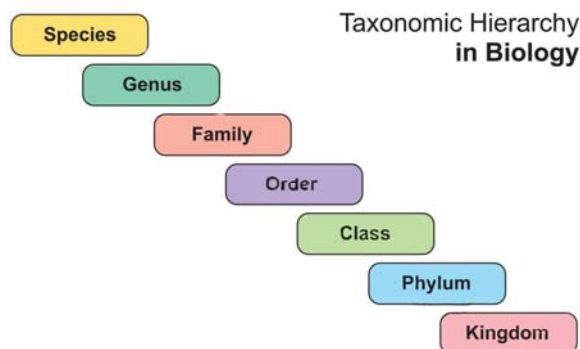 Taxonomic Hierarchy
in Biology
Species
Genus
Family
Order
Class
Phylum
Kingdom